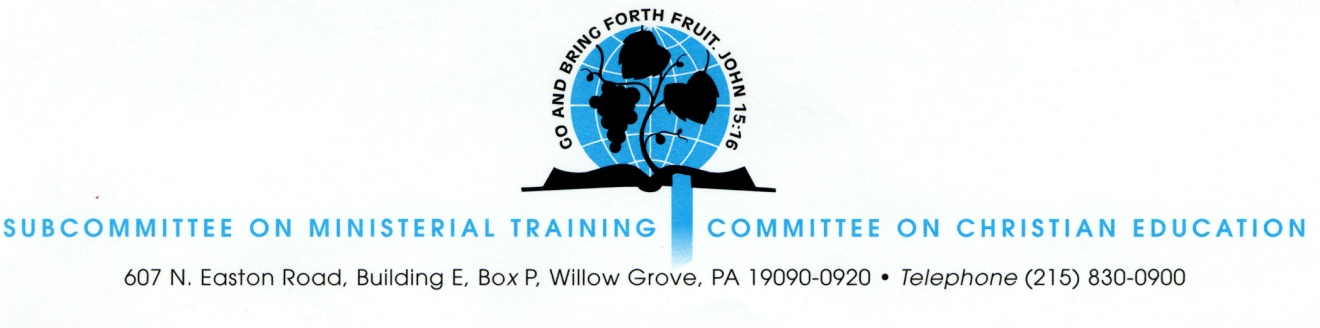 GO AND BRING FORTH FRUIT. JOHN 15:16
SUBCOMMITTEE ON MINISTERIAL TRAINING COMMITTEE ON CHRISTIAN EDUCATION
607 N. Easton Road, Building E, Box P, Willow Grove, PA 19090-0920 • Telephone (215) 830-0900